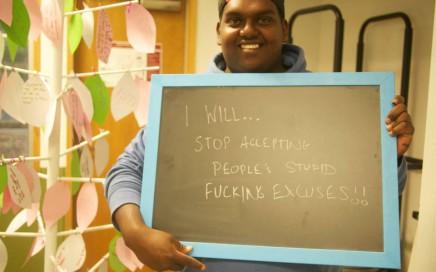 I WILL...
STOP ACCEPTING
PEOPLE'S STUPID
FUCKING EXCUSES!!